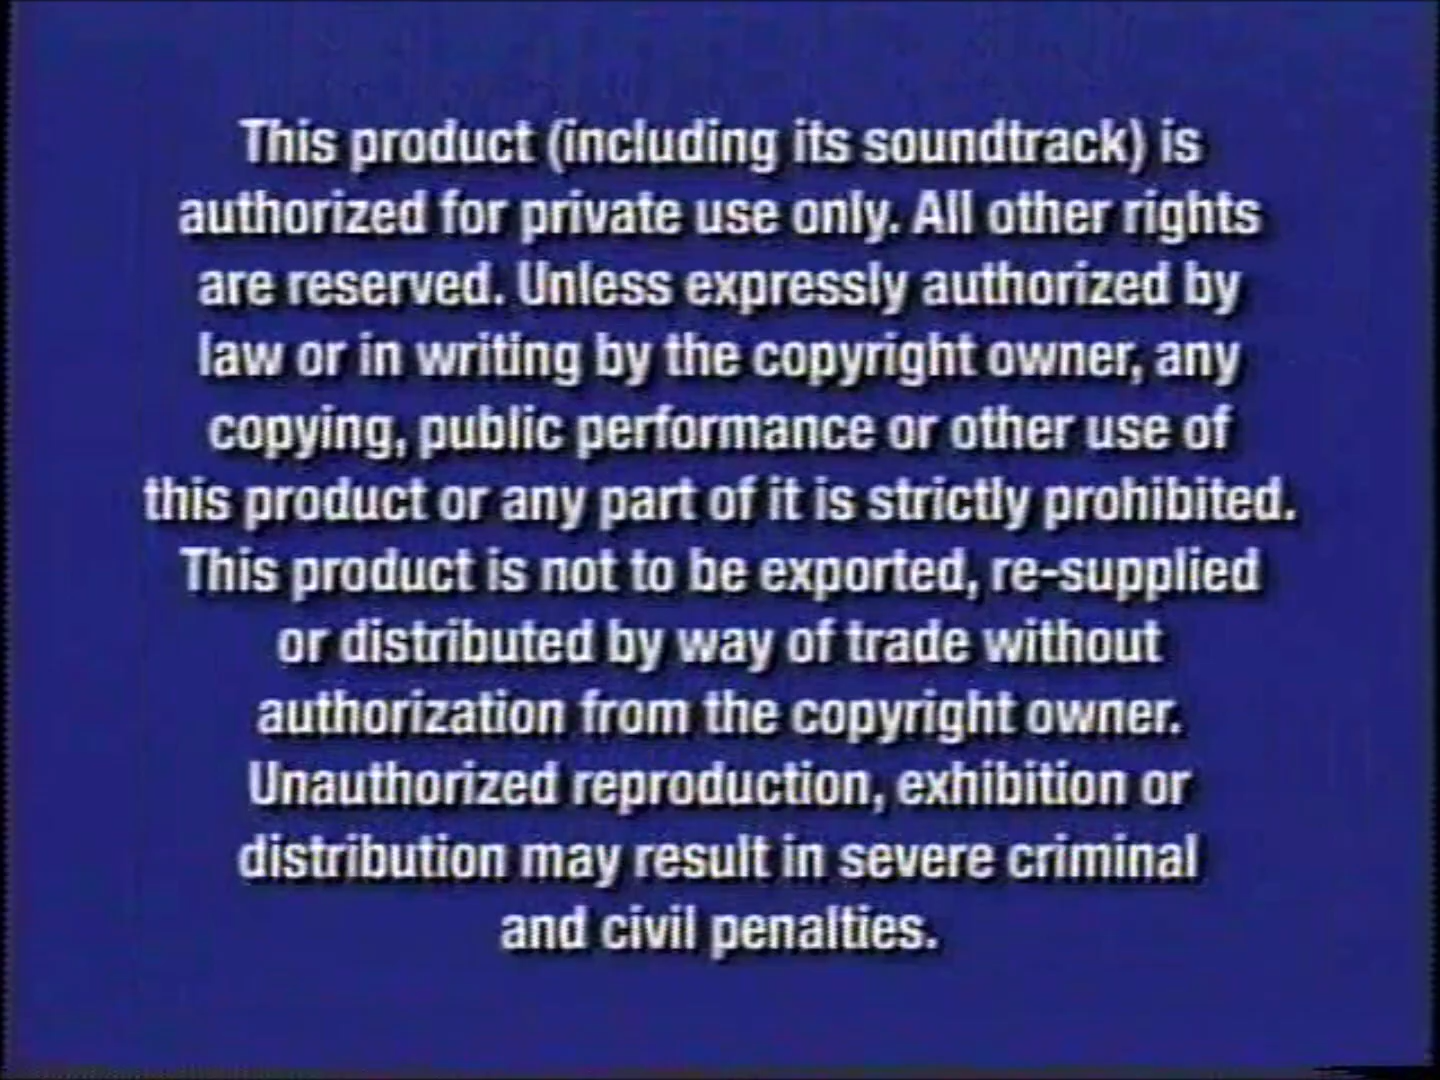 This product (including its soundtrack) is
authorized for private use only. All other rights
are reserved. Unless expressly authorized by
law or in writing by the copyright owner, any
copying, public performance or other use of
this product or any part of it is strictly prohibited.
This product is not to be exported, re-supplied
or distributed by way of trade without
authorization from the copyright owner.
Unauthorized reproduction, exhibition or
distribution may result in severe criminal
and civil penalties.